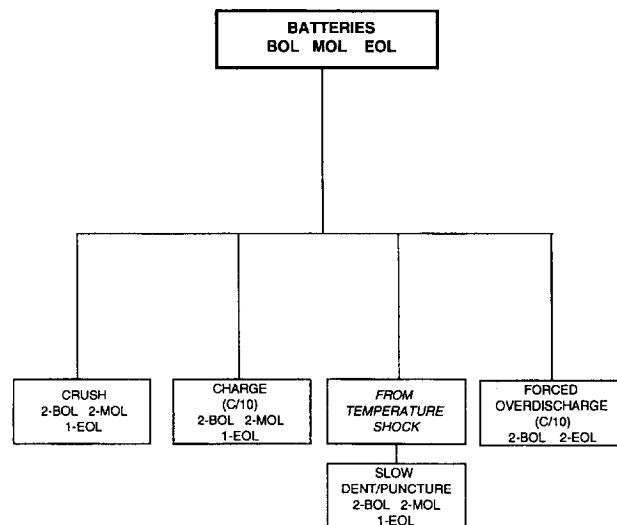 BATTERIES
BOL MOL EOL
CRUSH
2-BOL 2-MOL
1-EOL
CHARGE
(C/10)
2-BOL 2-MOL
1-EOL
FROM
TEMPERATURE
SHOCK
SLOW
DENT/PUNCTURE
2-BOL 2-MOL
1-EOL
FORCED
OVERDISCHARGE
(C/10)
2-BOL 2-EOL